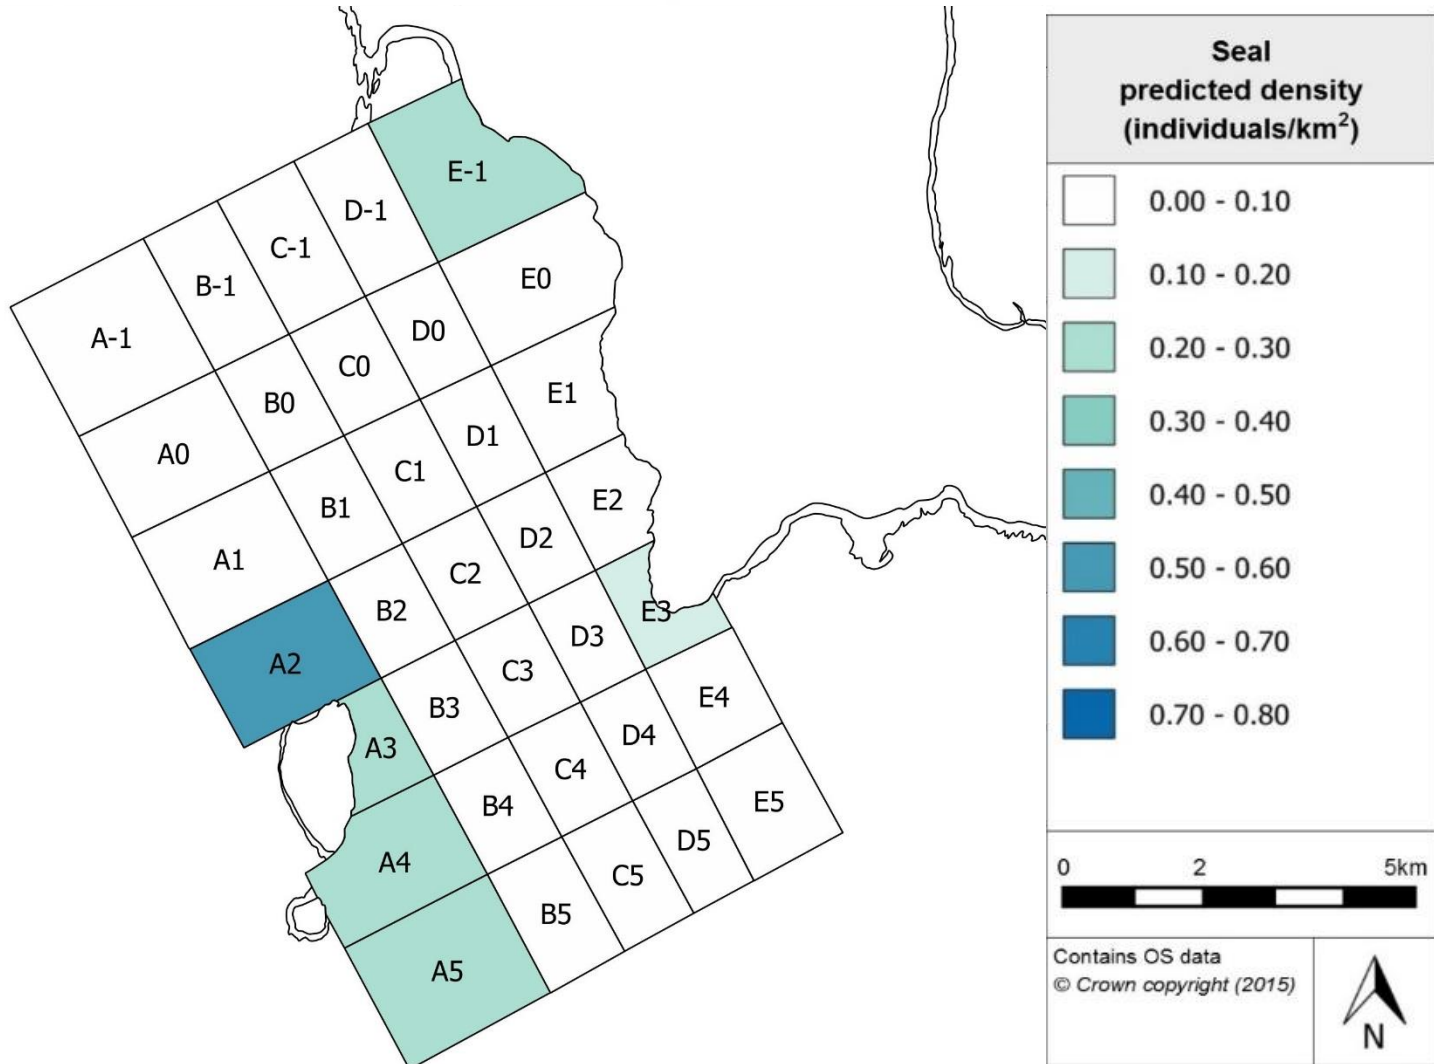 E-1
D-1
C-1
B-1
A-1
E0
D0
C0
B0
A0
E1
D1
C1
B1
A1
E2
D2
C2
B2
A2
E3
D3
C3
B3
A3
E4
D4
C4
B4
A4
E5
D5
C5
B5
A5
Seal
predicted density
(individuals/km²)
0.00 - 0.10
0.10 - 0.20
0.20 - 0.30
0.30 - 0.40
0.40 - 0.50
0.50 - 0.60
0.60 - 0.70
0.70 - 0.80
0 2 5km
Contains OS data
© Crown copyright (2015)
N